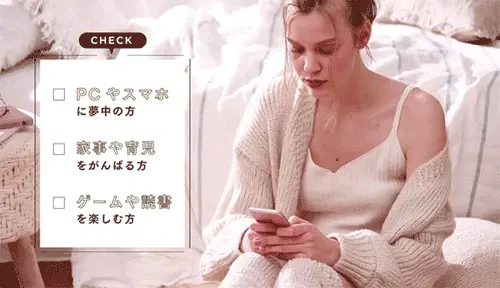 CHECK
□ PCやスマホ
に夢中の方
□ 家事や育児
をがんばる方
□ ゲームや読書
を楽しむ方